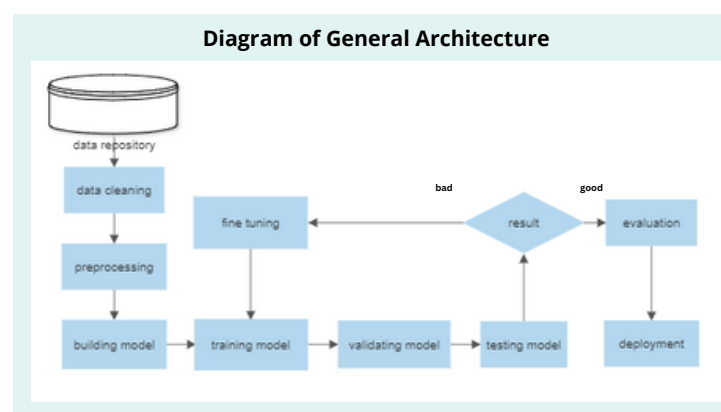 Diagram of General Architecture
data repository
data cleaning
bad
good
fine tuning
result
evaluation
preprocessing
building model
training model
validating model
testing model
deployment